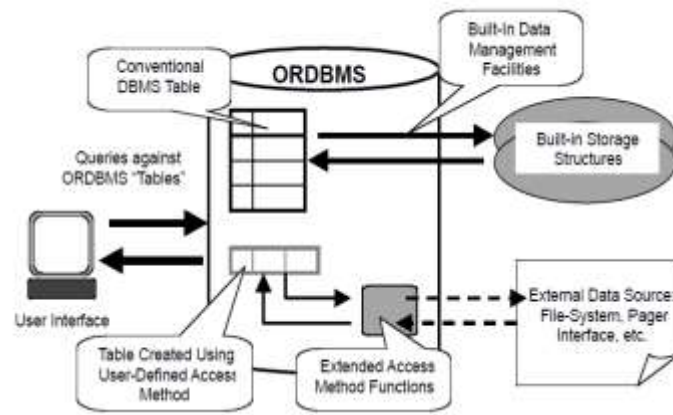 Built-In Data
Management
Facilities
Conventional
DBMS Table
ORDBMS
Built-in Storage
Structures
Queries against
ORDBMS "Tables"
User Interface
External Data Source:
File-System, Pager
Interface, etc.
Table Created Using
User-Defined Access
Method
Extended Access
Method Functions